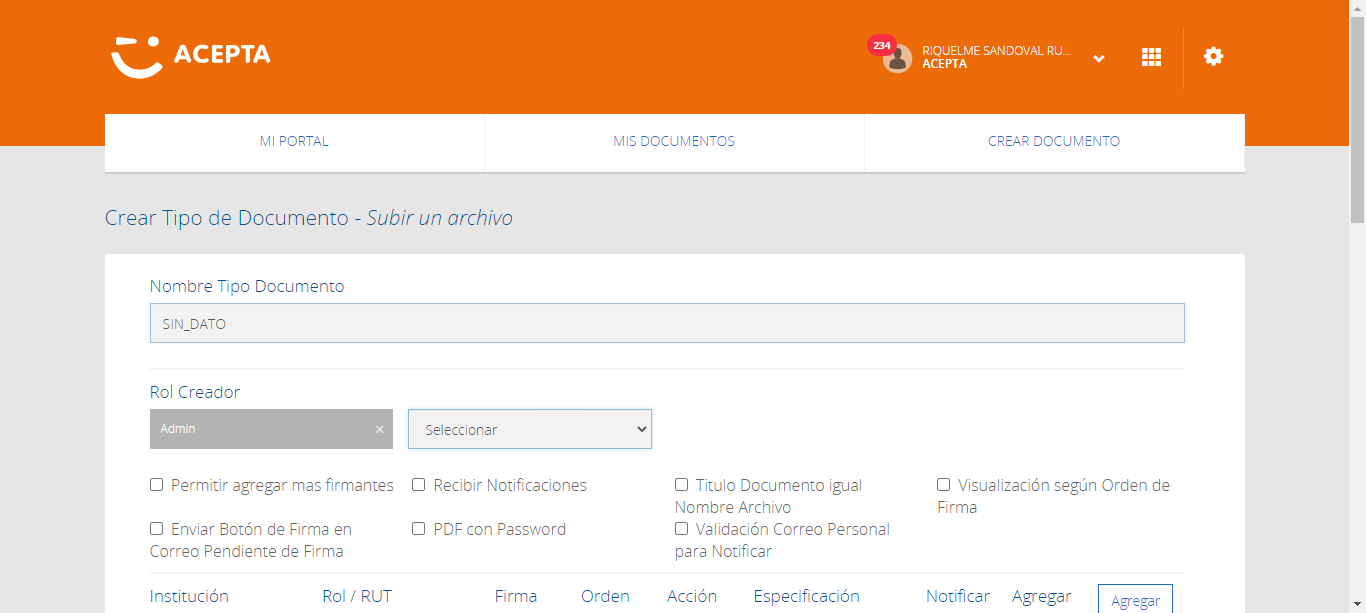 ACEPTA
234
RIQUELME SANDOVAL RU...
ACEPTA
MI PORTAL
MIS DOCUMENTOS
CREAR DOCUMENTO
Crear Tipo de Documento - Subir un archivo
Nombre Tipo Documento
SIN_DATO
Rol Creador
Admin ×
Seleccionar
Permitir agregar mas firmantes
Recibir Notificaciones
Titulo Documento igual
Nombre Archivo
Visualización según Orden de
Firma
Enviar Botón de Firma en
Correo Pendiente de Firma
PDF con Password
Validación Correo Personal
para Notificar
Institución Rol / RUT Firma Orden Acción Especificación Notificar Agregar Agregar